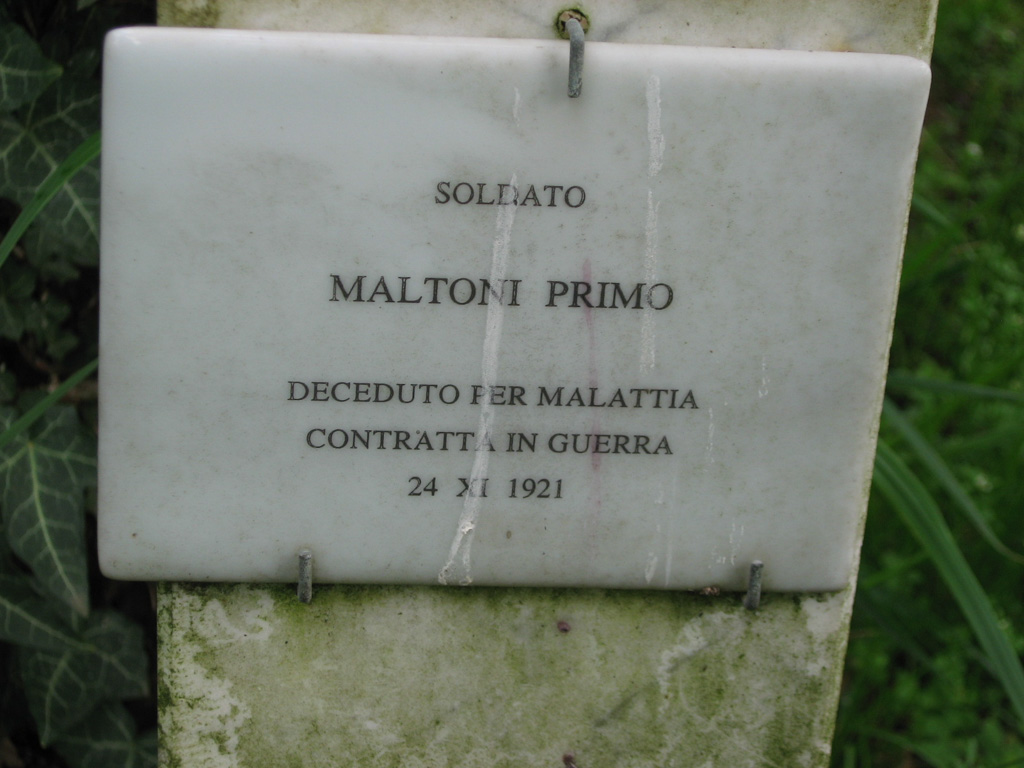 SOLDATO
MALTONI PRIMO
DECEDUTO PER MALATTIA
CONTRATTA IN GUERRA
24 XI 1921